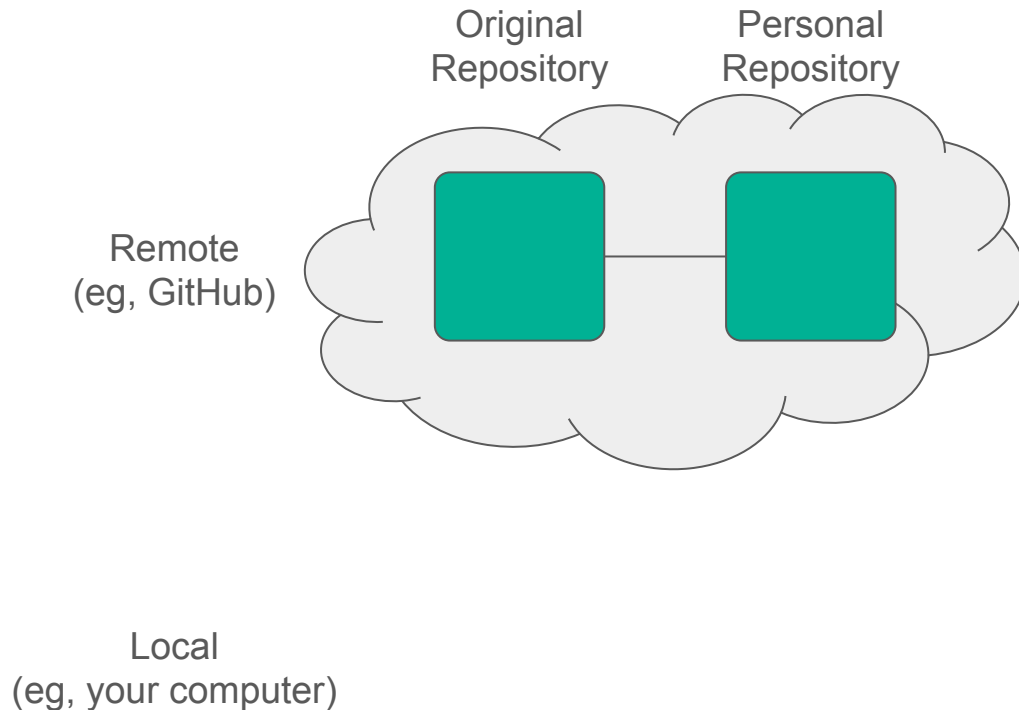 Original
Repository
Personal
Repository
Remote
(eg, GitHub)
Local
(eg, your computer)